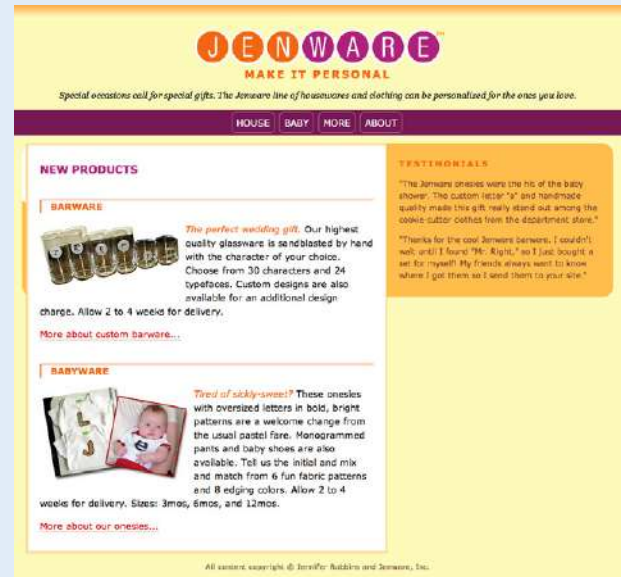 JENWARE™
MAKE IT PERSONAL
Special occasions call for special gifts. The Jenware line of housewares and clothing can be personalized for the ones you love.
HOUSE BABY MORE ABOUT
NEW PRODUCTS
BARWARE
The perfect wedding gift. Our highest
quality glassware is sandblasted by hand
with the character of your choice.
Choose from 30 characters and 24
typefaces. Custom designs are also
available for an additional design
charge. Allow 2 to 4 weeks for delivery.
More about custom barware...
BABYWARE
Tired of sickly-sweet? These onesies
with oversized letters in bold, bright
patterns are a welcome change from
the usual pastel fare. Monogrammed
pants and baby shoes are also
available. Tell us the initial and mix
and match from 6 fun fabric patterns
and 8 edging colors. Allow 2 to 4
weeks for delivery. Sizes: 3mos, 6mos, and 12mos.
More about our onesies...
TESTIMONIALS
"The Jenware onesies were the hit of the baby
shower. The custom letter "a" and handmade
quality made this gift really stand out among the
cookie-cutter clothes from the department store."
"Thanks for the cool Jenware barware. I couldn't
wait until I found "Mr. Right," so I just bought a
set for myself! My friends always want to know
where I got them so I send them to your site."
All content copyright © Jennifer Robbins and Jenware, Inc.